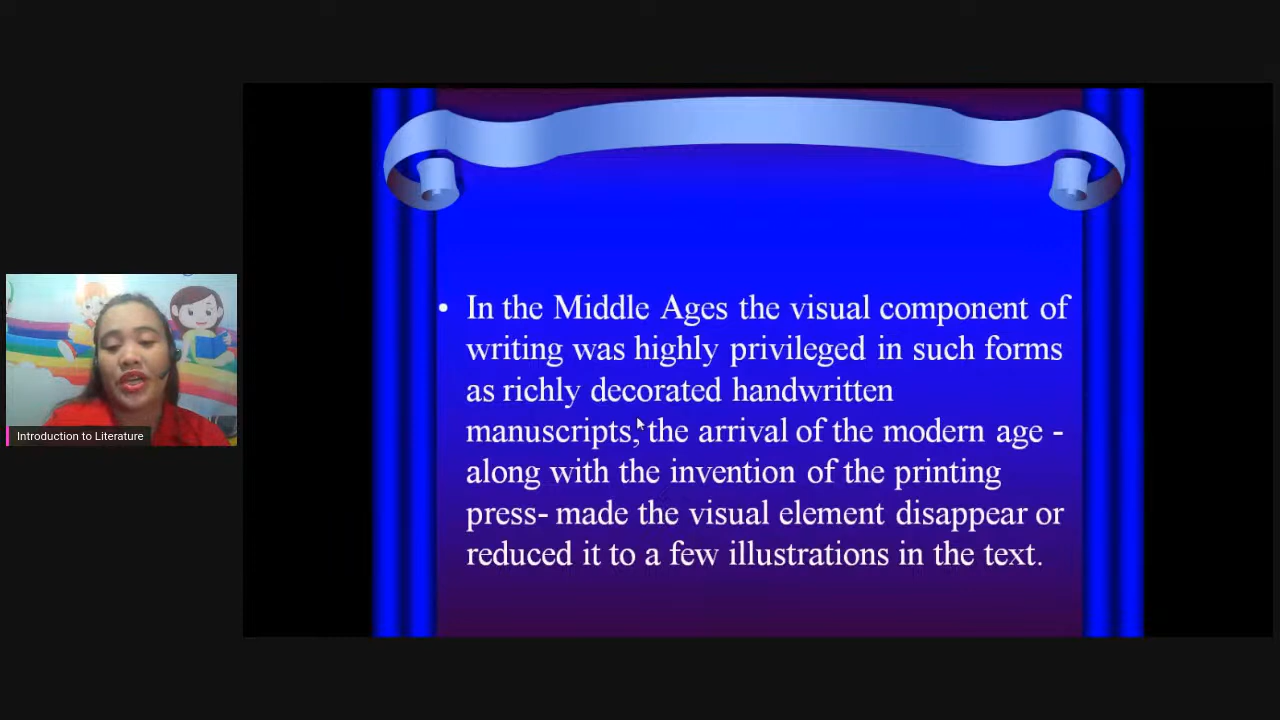 • In the Middle Ages the visual component of
writing was highly privileged in such forms
as richly decorated handwritten
manuscripts, the arrival of the modern age -
along with the invention of the printing
press- made the visual element disappear or
reduced it to a few illustrations in the text.
Introduction to Literature